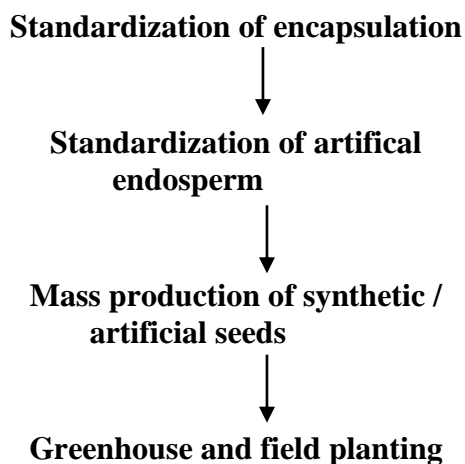 Standardization of encapsulation
Standardization of artifical
endosperm
Mass production of synthetic /
artificial seeds
Greenhouse and field planting